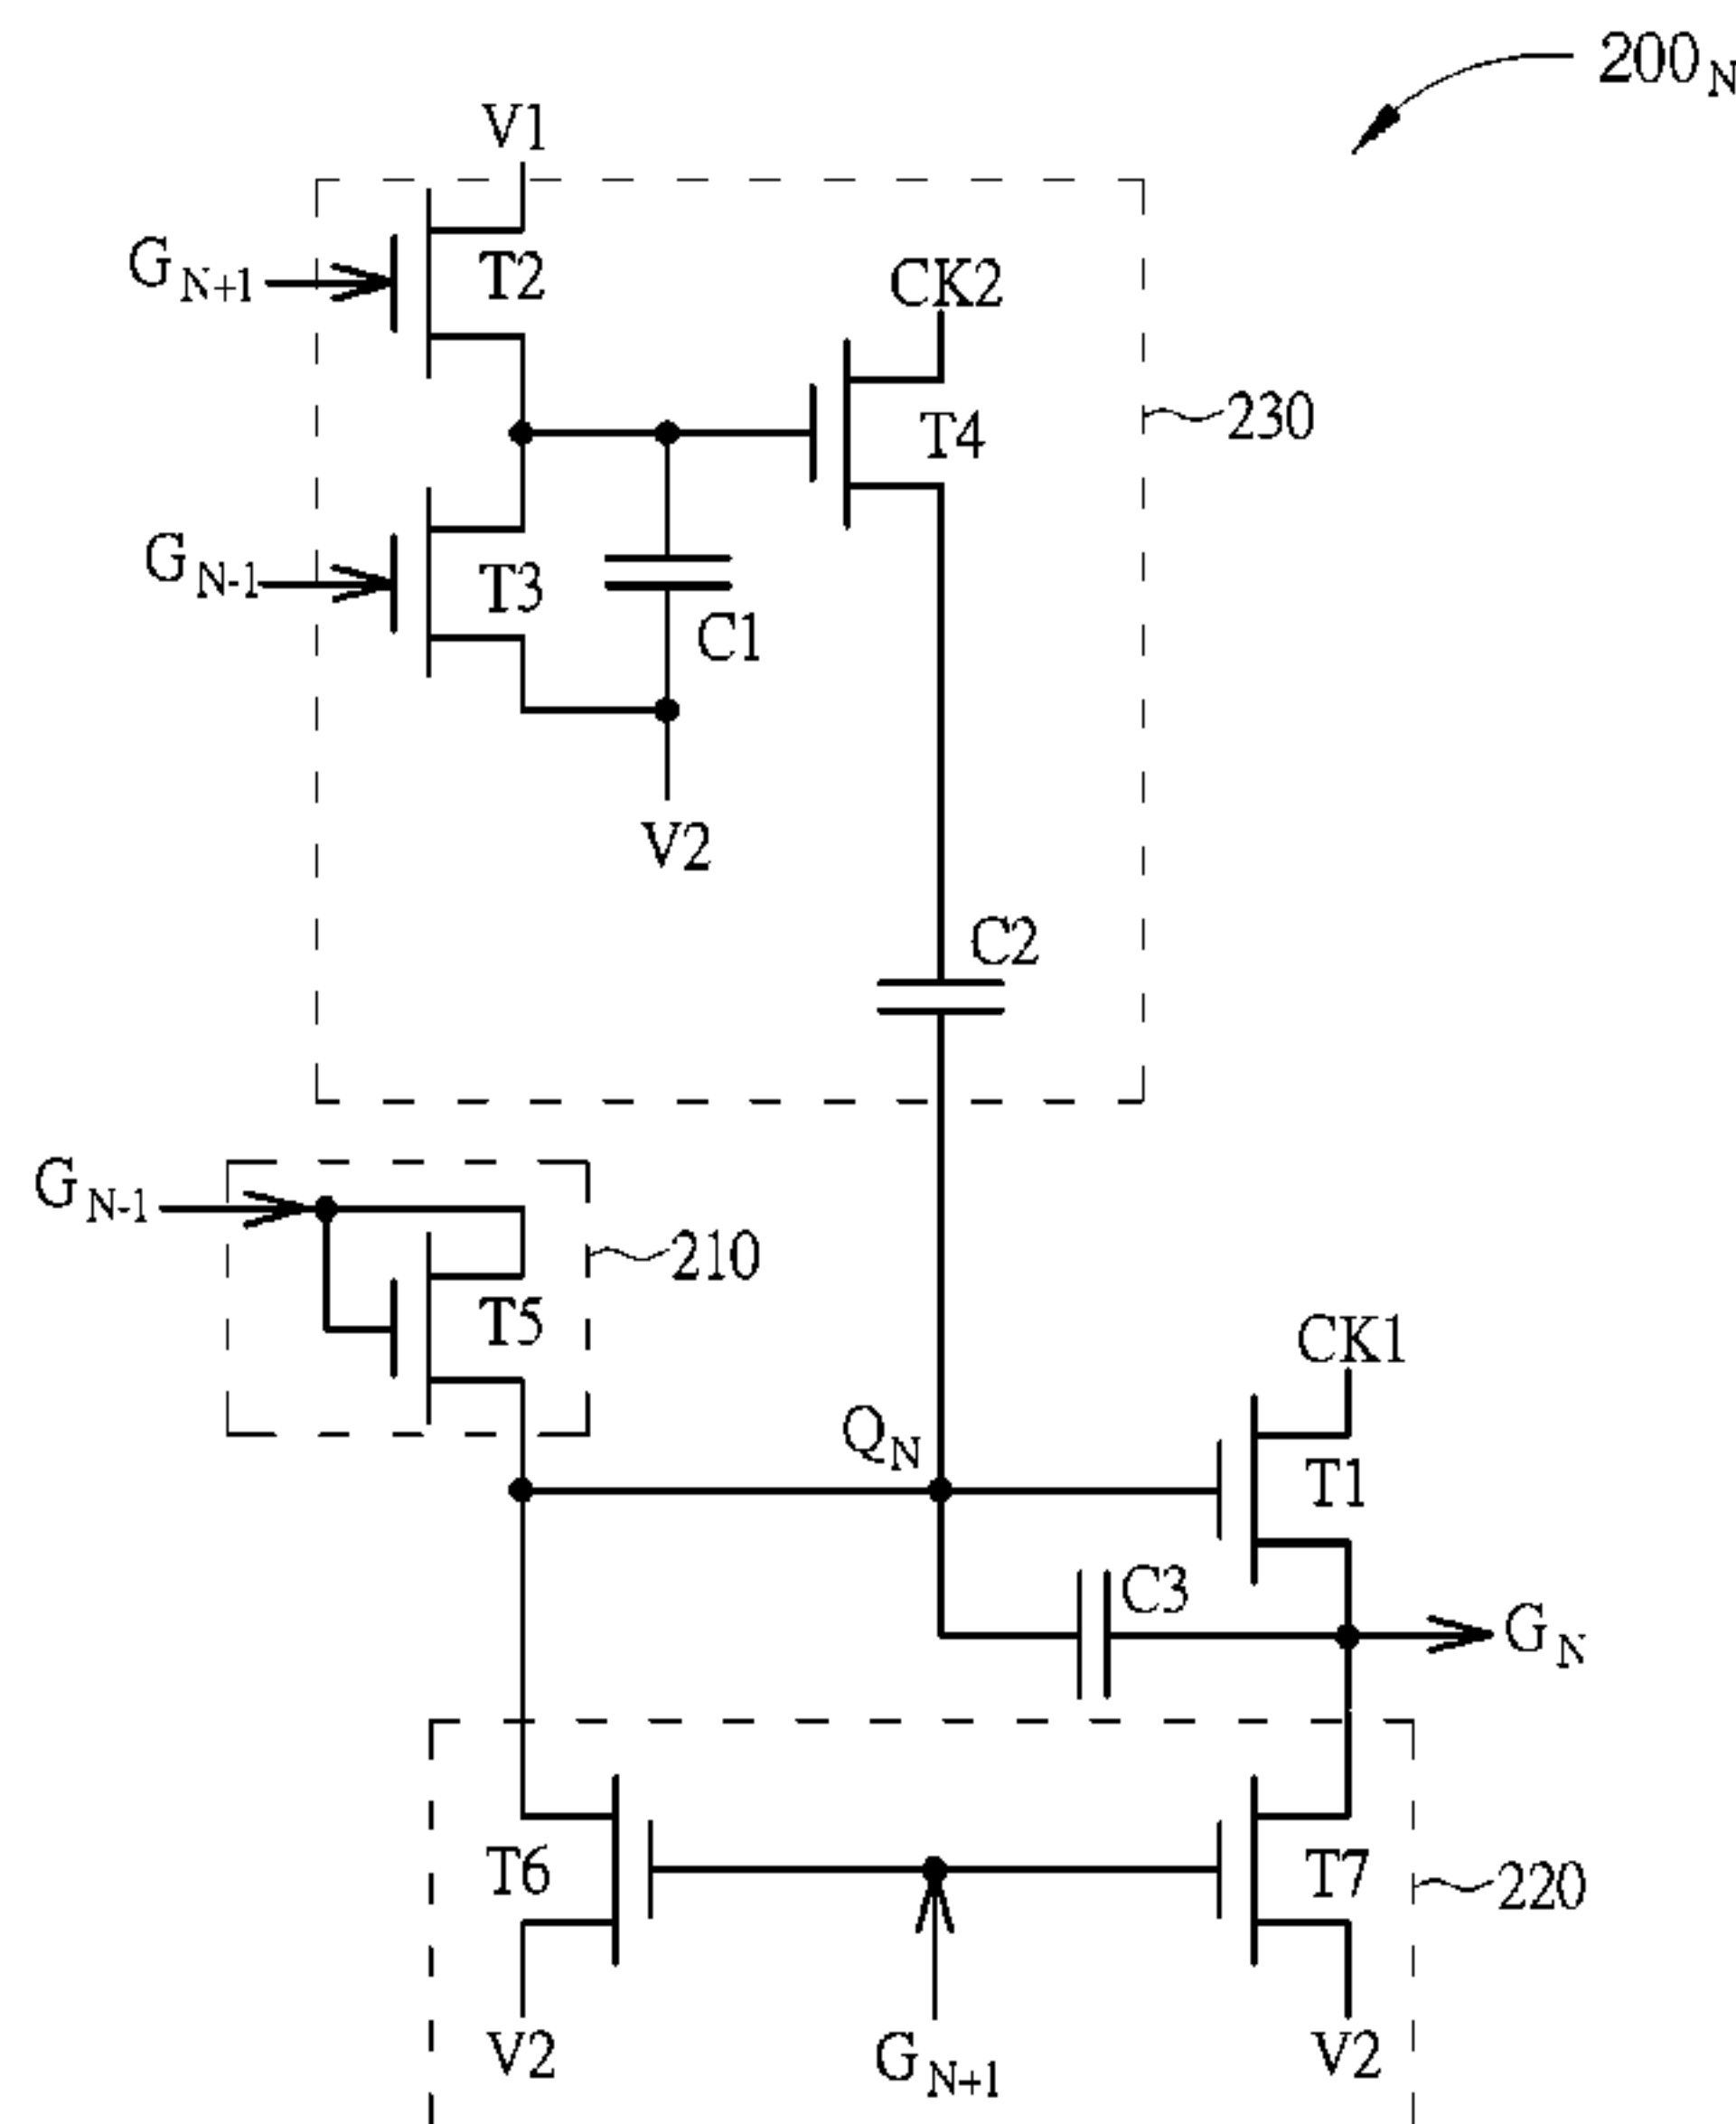 200N
V1
GN+1
T2
CK2
T4
230
GN-1
T3
C1
V2
C2
GN-1
210
T5
CK1
QN
T1
C3
GN
T6
T7
220
V2
GN+1
V2